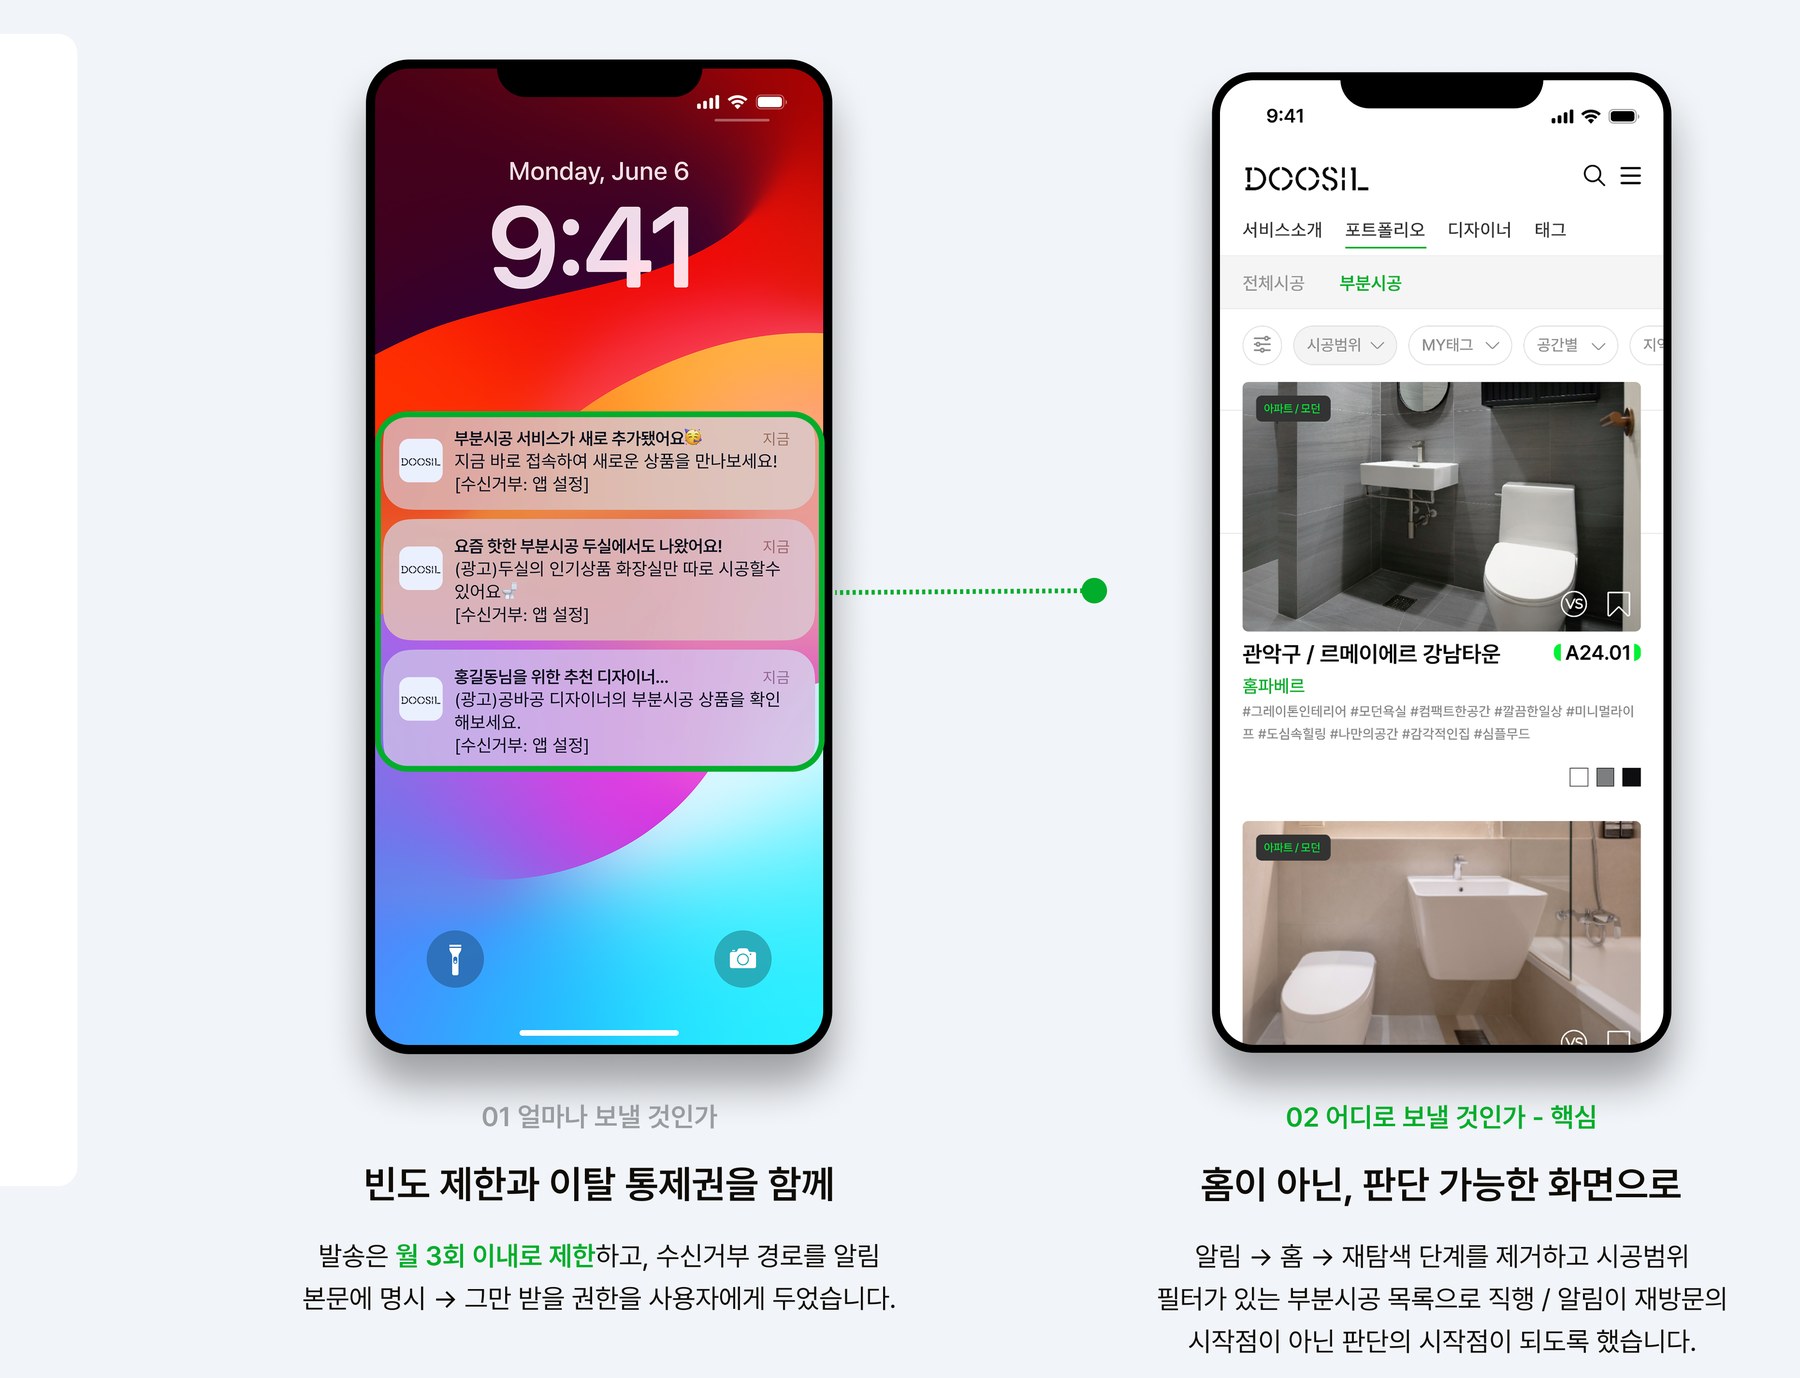 Monday, June 6
9:41
DOOSIL
부분시공 서비스가 새로 추가됐어요🥳
지금
지금 바로 접속하여 새로운 상품을 만나보세요!
[수신거부: 앱 설정]
DOOSIL
요즘 핫한 부분시공 두실에서도 나왔어요!
지금
(광고)두실의 인기상품 화장실만 따로 시공할수
있어요🚽
[수신거부: 앱 설정]
DOOSIL
홍길동님을 위한 추천 디자이너...
지금
(광고)공바공 디자이너의 부분시공 상품을 확인
해보세요.
[수신거부: 앱 설정]
01 얼마나 보낼 것인가
빈도 제한과 이탈 통제권을 함께
발송은 월 3회 이내로 제한하고, 수신거부 경로를 알림
본문에 명시 → 그만 받을 권한을 사용자에게 두었습니다.
9:41
DOOSIL
서비스소개 포트폴리오 디자이너 태그
전체시공 부분시공
시공범위 MY태그 공간별 지역
아파트 / 모던
VS
관악구 / 르메이에르 강남타운
A24.01
홈파베르
#그레이톤인테리어 #모던욕실 #컴팩트한공간 #깔끔한일상 #미니멀라이
프 #도심속힐링 #나만의공간 #감각적인집 #심플무드
아파트 / 모던
VS
02 어디로 보낼 것인가 - 핵심
홈이 아닌, 판단 가능한 화면으로
알림 → 홈 → 재탐색 단계를 제거하고 시공범위
필터가 있는 부분시공 목록으로 직행 / 알림이 재방문의
시작점이 아닌 판단의 시작점이 되도록 했습니다.